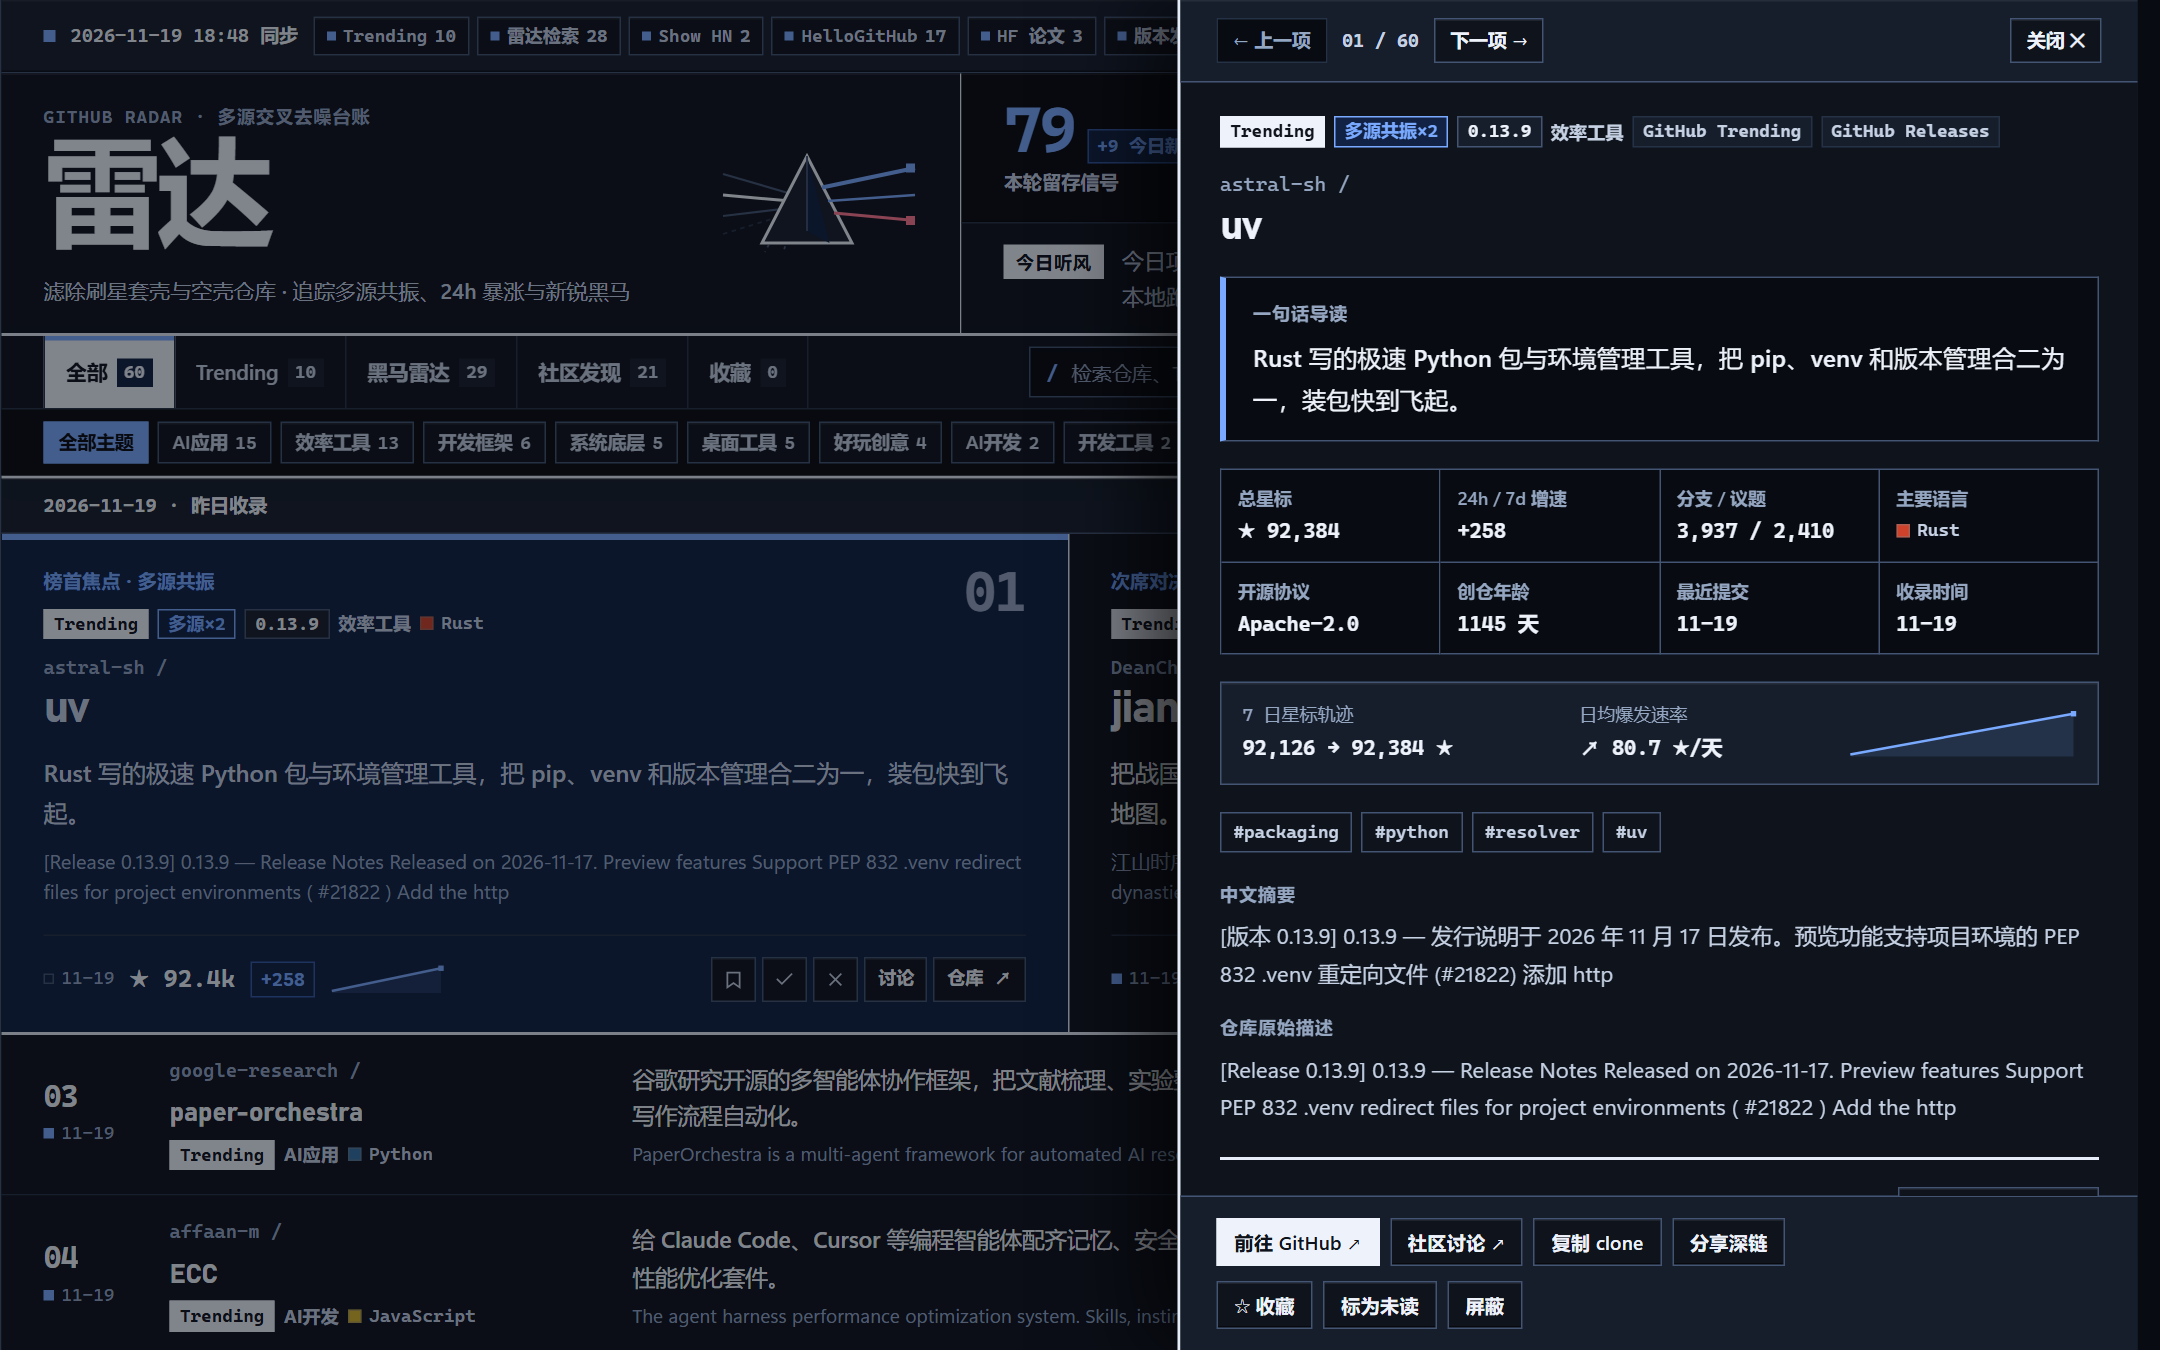 2026-11-19 18:48 同步
Trending 10
雷达检索 28
Show HN 2
HelloGitHub 17
HF 论文 3
GITHUB RADAR · 多源交叉去噪台账
雷达
滤除刷星套壳与空壳仓库 · 追踪多源共振、24h 暴涨与新锐黑马
79
+9 今日
本轮留存信号
今日听风
今日
本地
全部 60
Trending 10
黑马雷达 29
社区发现 21
收藏 0
/ 检索仓库、
全部主题
AI应用 15
效率工具 13
开发框架 6
系统底层 5
桌面工具 5
好玩创意 4
AI开发 2
开发工具 2
2026-11-19 · 昨日收录
榜首焦点 · 多源共振
01
Trending 多源×2 0.13.9 效率工具 Rust
astral-sh /
uv
Rust 写的极速 Python 包与环境管理工具，把 pip、venv 和版本管理合二为一，装包快到飞
起。
[Release 0.13.9] 0.13.9 — Release Notes Released on 2026-11-17. Preview features Support PEP 832 .venv redirect
files for project environments ( #21822 ) Add the http
11-19 ★ 92.4k +258
讨论
仓库 ↗
次席对
Trend
DeanCh
jian
把战国
地图。
江山时
dynasti
11-19
03
11-19
google-research /
paper-orchestra
Trending AI应用 Python
谷歌研究开源的多智能体协作框架，把文献梳理、实验
写作流程自动化。
PaperOrchestra is a multi-agent framework for automated AI res
04
11-19
affaan-m /
ECC
Trending AI开发 JavaScript
给 Claude Code、Cursor 等编程智能体配齐记忆、安全
性能优化套件。
The agent harness performance optimization system. Skills, insti
← 上一项
01 / 60
下一项 →
关闭 ✕
Trending 多源共振×2 0.13.9 效率工具 GitHub Trending GitHub Releases
astral-sh /
uv
一句话导读
Rust 写的极速 Python 包与环境管理工具，把 pip、venv 和版本管理合二为
一，装包快到飞起。
总星标
★ 92,384
24h / 7d 增速
+258
分支 / 议题
3,937 / 2,410
主要语言
Rust
开源协议
Apache-2.0
创仓年龄
1145 天
最近提交
11-19
收录时间
11-19
7 日星标轨迹
92,126 → 92,384 ★
日均爆发速率
↗ 80.7 ★/天
#packaging
#python
#resolver
#uv
中文摘要
[版本 0.13.9] 0.13.9 — 发行说明于 2026 年 11 月 17 日发布。预览功能支持项目环境的 PEP
832 .venv 重定向文件 (#21822) 添加 http
仓库原始描述
[Release 0.13.9] 0.13.9 — Release Notes Released on 2026-11-17. Preview features Support
PEP 832 .venv redirect files for project environments ( #21822 ) Add the http
前往 GitHub ↗
社区讨论 ↗
复制 clone
分享深链
☆ 收藏
标为未读
屏蔽